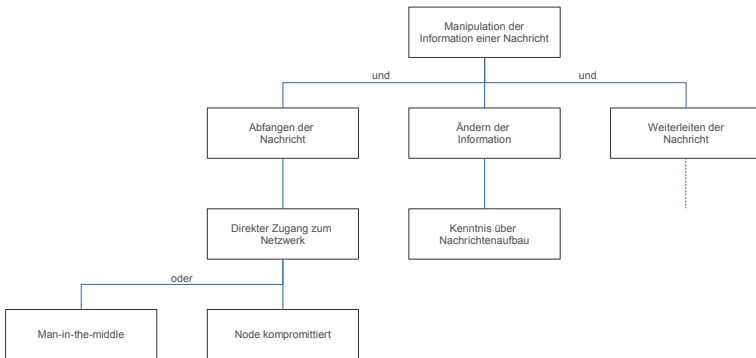 Manipulation der
Information einer Nachricht
und
und
Abfangen der
Nachricht
Ändern der
Information
Weiterleiten der
Nachricht
Direkter Zugang zum
Netzwerk
Kenntnis über
Nachrichtenaufbau
oder
Man-in-the-middle
Node kompromittiert